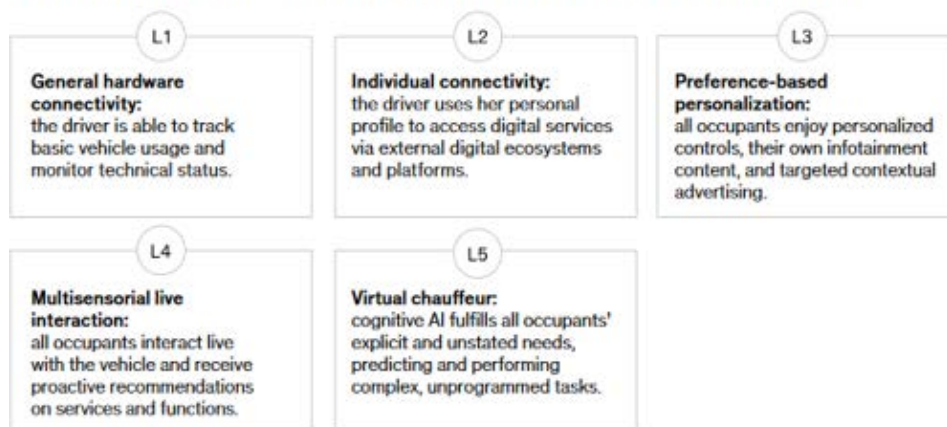 L1
General hardware
connectivity:
the driver is able to track
basic vehicle usage and
monitor technical status.
L2
Individual connectivity:
the driver uses her personal
profile to access digital services
via external digital ecosystems
and platforms.
L3
Preference-based
personalization:
all occupants enjoy personalized
controls, their own infotainment
content, and targeted contextual
advertising.
L4
Multisensorial live
interaction:
all occupants interact live
with the vehicle and receive
proactive recommendations
on services and functions.
L5
Virtual chauffeur:
cognitive AI fulfills all occupants'
explicit and unstated needs,
predicting and performing
complex, unprogrammed tasks.